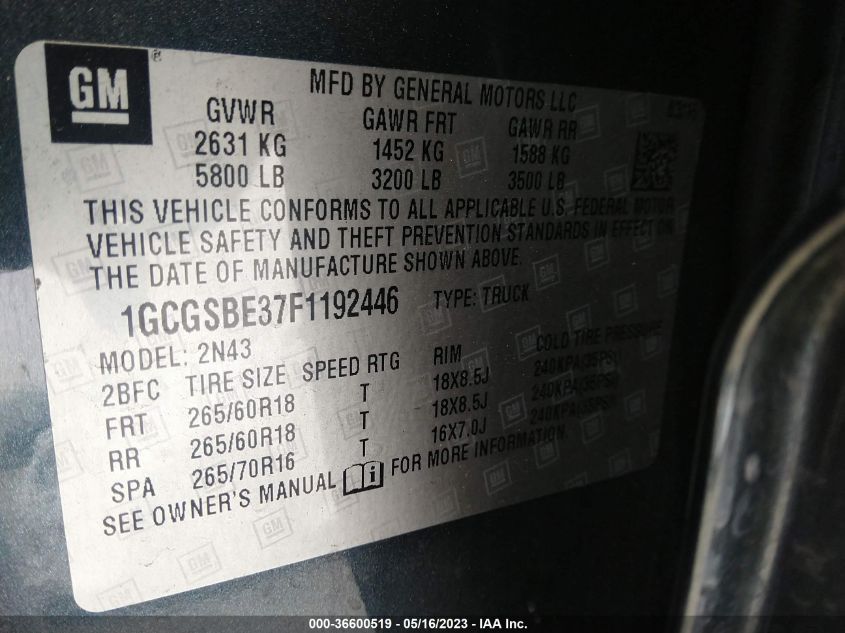 GM ®
MFD BY GENERAL MOTORS LLC
GVWR GAWR FRT GAWR RR
2631 KG 1452 KG 1588 KG
5800 LB 3200 LB 3500 LB
THIS VEHICLE CONFORMS TO ALL APPLICABLE U.S. FEDERAL MOTOR
VEHICLE SAFETY AND THEFT PREVENTION STANDARDS IN EFFECT ON
THE DATE OF MANUFACTURE SHOWN ABOVE.
1GCGSBE37F1192446 TYPE: TRUCK
MODEL: 2N43
2BFC TIRE SIZE SPEED RTG RIM COLD TIRE PRESSURE
FRT 265/60R18 T 18X8.5J 240KPA(35PSI)
RR 265/60R18 T 18X8.5J 240KPA(35PSI)
SPA 265/70R16 T 16X7.0J 240KPA(35PSI)
SEE OWNER'S MANUAL FOR MORE INFORMATION.
000-36600519 - 05/16/2023 - IAA Inc.